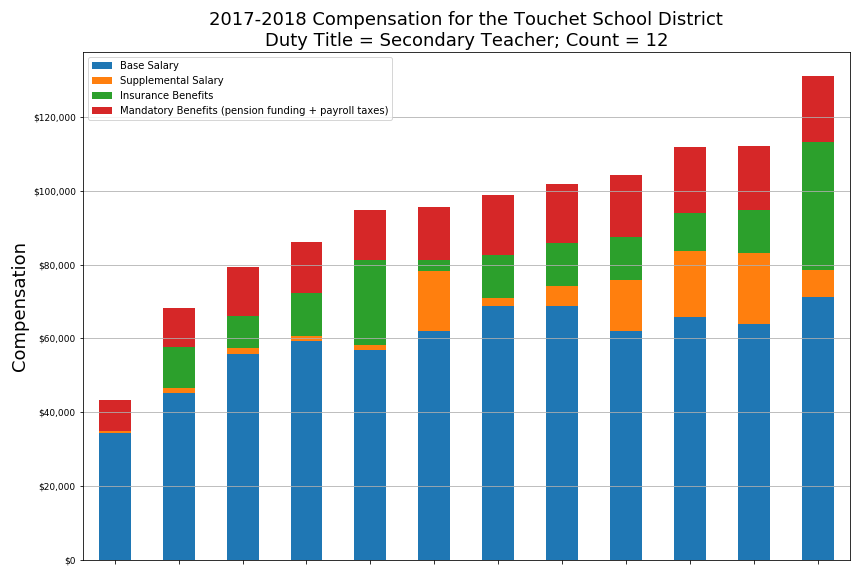 2017-2018 Compensation for the Touchet School District
Duty Title = Secondary Teacher; Count = 12
Base Salary
Supplemental Salary
Insurance Benefits
Mandatory Benefits (pension funding + payroll taxes)
$120,000
$100,000
$80,000
$60,000
$40,000
$20,000
$0
Compensation